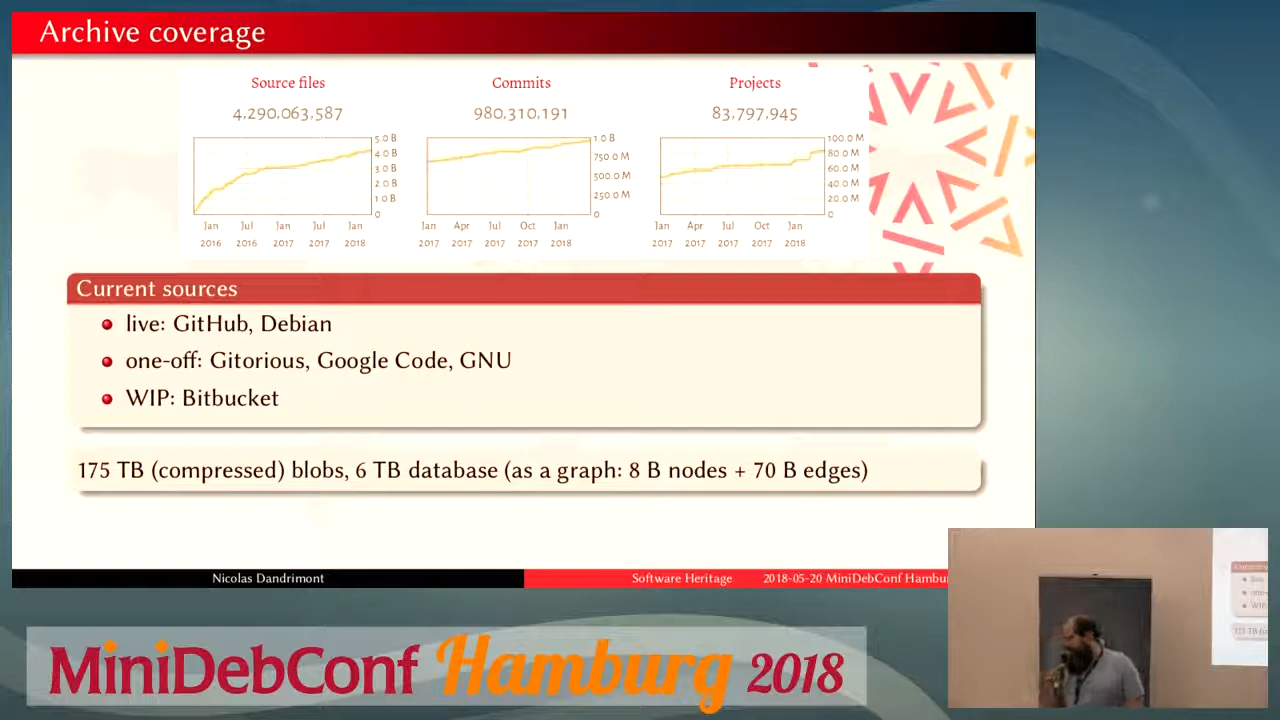 Archive coverage
Source files
Commits
Projects
4,290,063,587
980,310,191
83,797,945
5.0 B
4.0 B
3.0 B
2.0 B
1.0 B
0
Jan Jul Jan Jul Jan
2016 2016 2017 2017 2018
1.0 B
750.0 M
500.0 M
250.0 M
0
Jan Apr Jul Oct Jan
2017 2017 2017 2017 2018
100.0 M
80.0 M
60.0 M
40.0 M
20.0 M
0
Jan Apr Jul Oct Jan
2017 2017 2017 2017 2018
Current sources
live: GitHub, Debian
one-off: Gitorious, Google Code, GNU
WIP: Bitbucket
175 TB (compressed) blobs, 6 TB database (as a graph: 8 B nodes + 70 B edges)
Nicolas Dandrimont
Software Heritage
2018-05-20 MiniDebConf Hambu
MiniDebConf Hamburg 2018